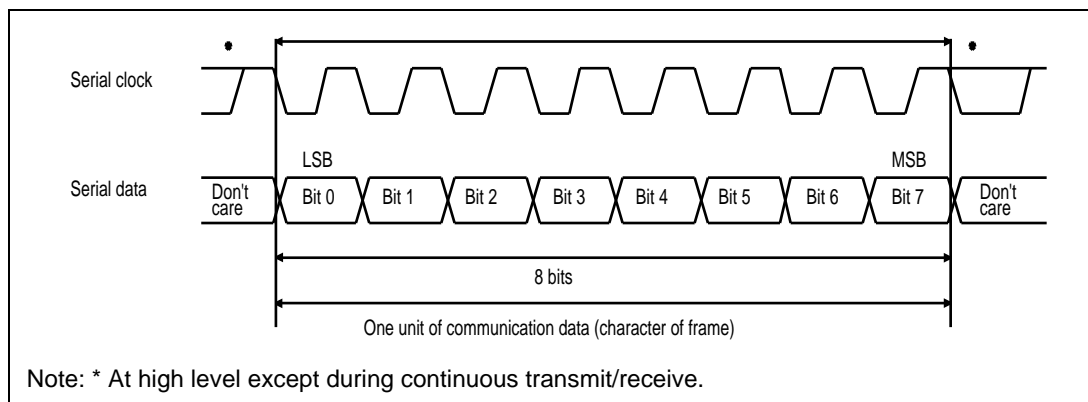 * *
Serial clock
LSB MSB
Serial data Don't care Bit 0 Bit 1 Bit 2 Bit 3 Bit 4 Bit 5 Bit 6 Bit 7 Don't care
8 bits
One unit of communication data (character of frame)
Note: * At high level except during continuous transmit/receive.